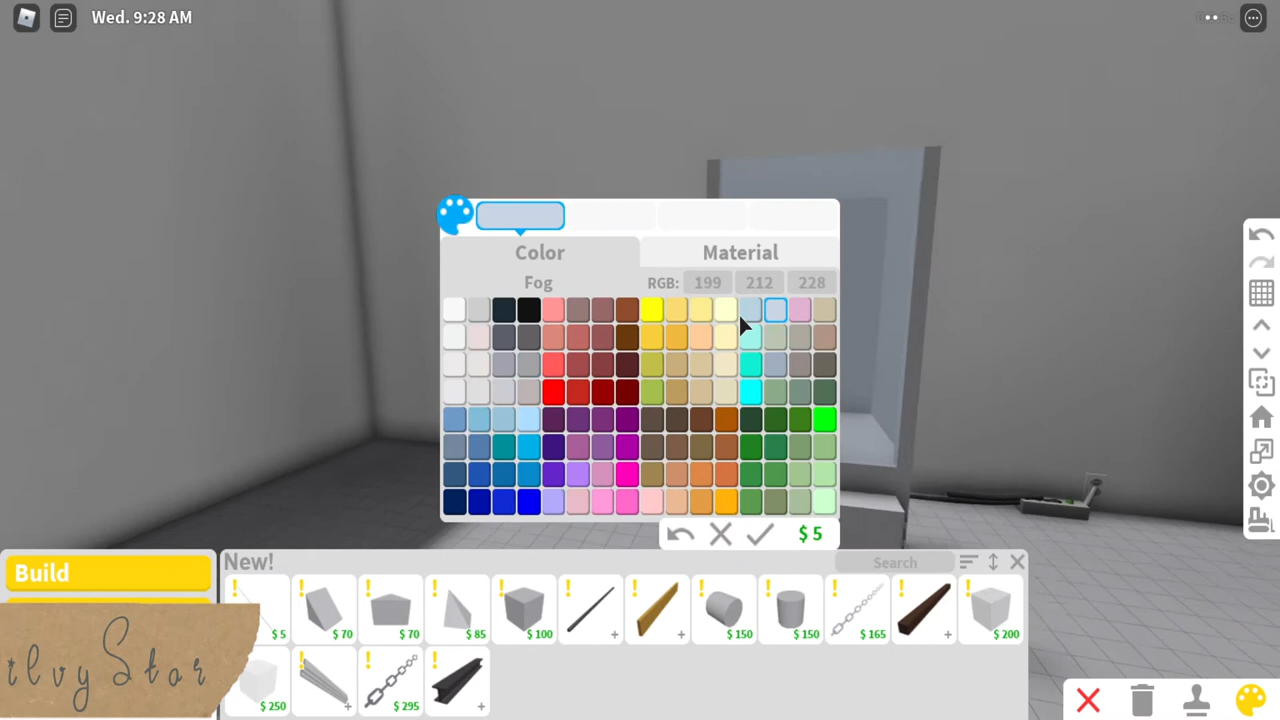 Wed. 9:28 AM
Color
Material
Fog
RGB: 199 212 228
$ 5
Build
New!
Search
$ 5
$ 70
$ 70
$ 85
$ 100
+
+
$ 150
$ 150
$ 165
+
$ 200
$ 250
+
$ 295
+
ilvyStar